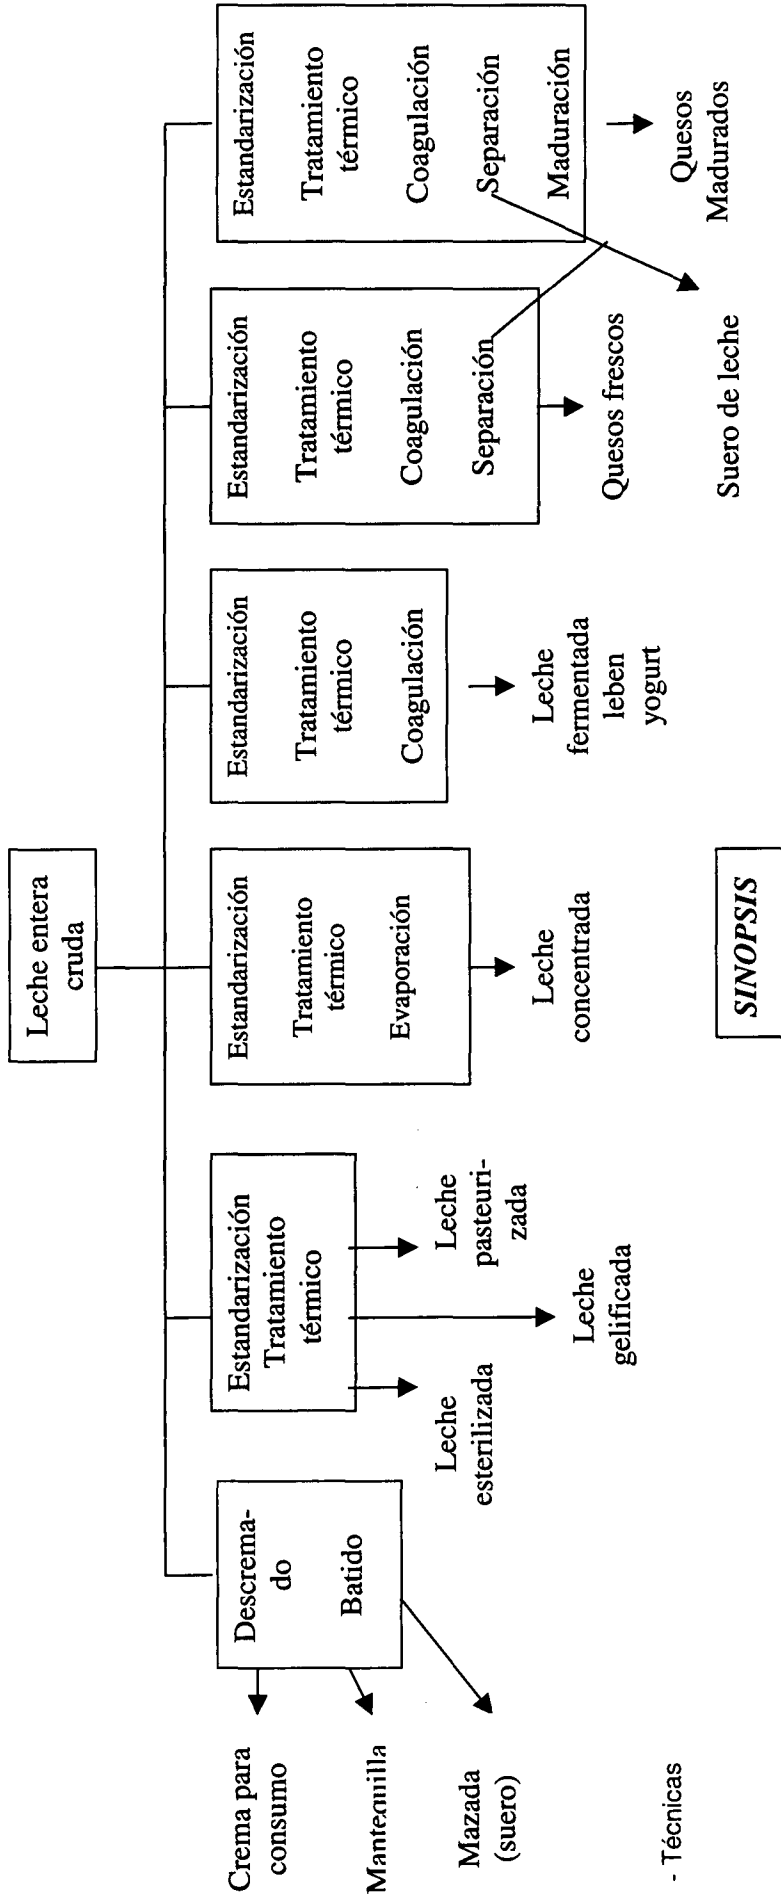 Leche entera
cruda
Descrema-
do
Batido
Crema para
consumo
Mantequilla
Mazada
(suero)
Estandarización
Tratamiento
térmico
Leche
esterilizada
Leche
gelificada
Leche
pasteuri-
zada
Estandarización
Tratamiento
térmico
Evaporación
Leche
concentrada
Estandarización
Tratamiento
térmico
Coagulación
Leche
fermentada
leben
yogurt
Estandarización
Tratamiento
térmico
Coagulación
Separación
Quesos frescos
Estandarización
Tratamiento
térmico
Coagulación
Separación
Maduración
Quesos
Madurados
Suero de leche
SINOPSIS
- Técnicas